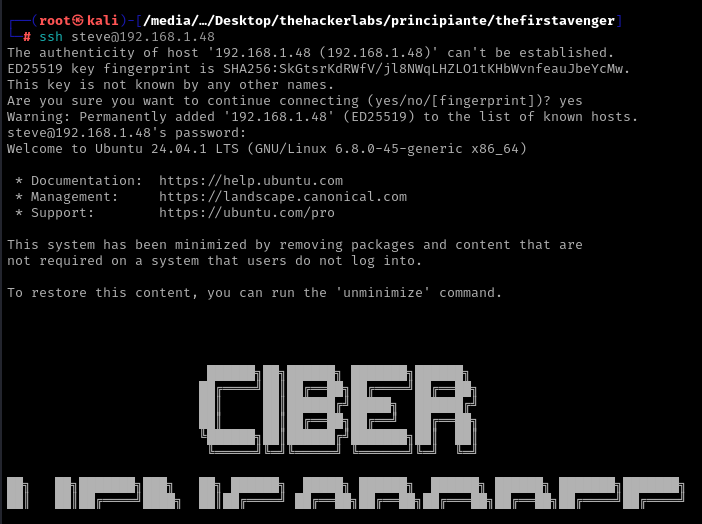 ┌──(root㉿kali)-[/media/…/Desktop/thehackerlabs/principiante/thefirstavenger]
└─# ssh steve@192.168.1.48
The authenticity of host '192.168.1.48 (192.168.1.48)' can't be established.
ED25519 key fingerprint is SHA256:SkGtsrKdRWfV/jl8NWqLHZLO1tKHbWvnfeauJbeYcMw.
This key is not known by any other names.
Are you sure you want to continue connecting (yes/no/[fingerprint])? yes
Warning: Permanently added '192.168.1.48' (ED25519) to the list of known hosts.
steve@192.168.1.48's password:
Welcome to Ubuntu 24.04.1 LTS (GNU/Linux 6.8.0-45-generic x86_64)
* Documentation:  https://help.ubuntu.com
* Management:     https://landscape.canonical.com
* Support:        https://ubuntu.com/pro
This system has been minimized by removing packages and content that are
not required on a system that users do not log into.
To restore this content, you can run the 'unminimize' command.
CIBER